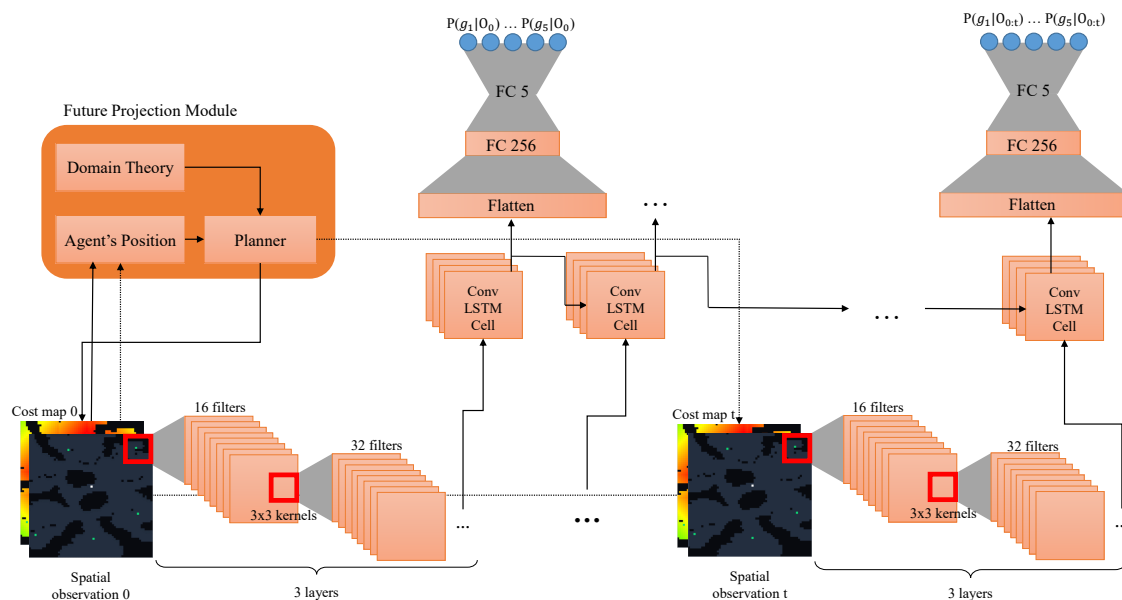 P(g₁|O₀) ... P(g₅|O₀)
P(g₁|O₀:ₜ) ... P(g₅|O₀:ₜ)
FC 5
FC 5
Future Projection Module
FC 256
FC 256
Domain Theory
Flatten
...
Flatten
Agent's Position
Planner
Conv
LSTM
Cell
Conv
LSTM
Cell
...
Conv
LSTM
Cell
Cost map 0
16 filters
32 filters
3x3 kernels
...
...
Cost map t
16 filters
32 filters
3x3 kernels
...
Spatial
observation 0
3 layers
Spatial
observation t
3 layers